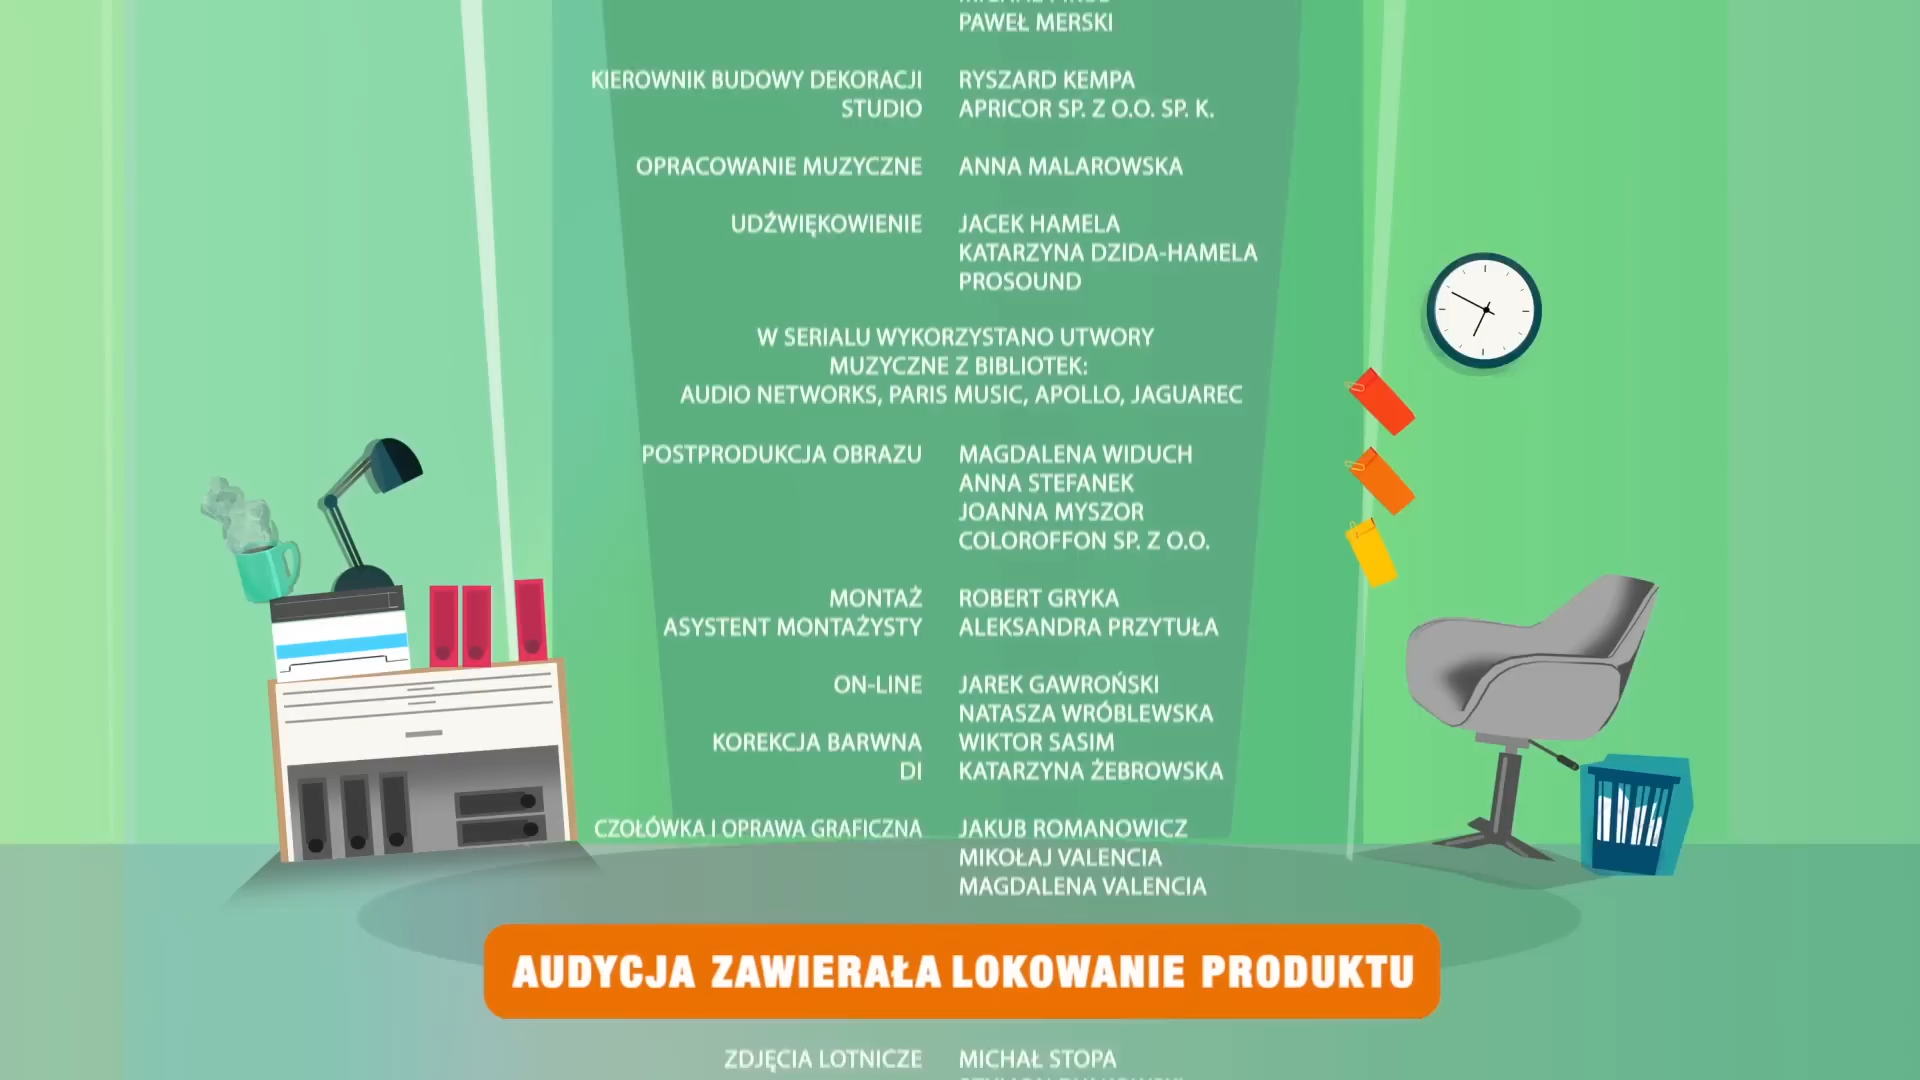 PAWEŁ MERSKI
KIEROWNIK BUDOWY DEKORACJI RYSZARD KEMPA
STUDIO APRICOR SP. Z O.O. SP. K.
OPRACOWANIE MUZYCZNE ANNA MALAROWSKA
UDŹWIĘKOWIENIE JACEK HAMELA
KATARZYNA DZIDA-HAMELA
PROSOUND
W SERIALU WYKORZYSTANO UTWORY
MUZYCZNE Z BIBLIOTEK:
AUDIO NETWORKS, PARIS MUSIC, APOLLO, JAGUAREC
POSTPRODUKCJA OBRAZU MAGDALENA WIDUCH
ANNA STEFANEK
JOANNA MYSZOR
COLOROFFON SP. Z O.O.
MONTAŻ ROBERT GRYKA
ASYSTENT MONTAŻYSTY ALEKSANDRA PRZYTUŁA
ON-LINE JAREK GAWROŃSKI
NATASZA WRÓBLEWSKA
KOREKCJA BARWNA WIKTOR SASIM
DI KATARZYNA ŻEBROWSKA
CZOŁÓWKA I OPRAWA GRAFICZNA JAKUB ROMANOWICZ
MIKOŁAJ VALENCIA
MAGDALENA VALENCIA
AUDYCJA ZAWIERAŁA LOKOWANIE PRODUKTU
ZDJĘCIA LOTNICZE MICHAŁ STOPA